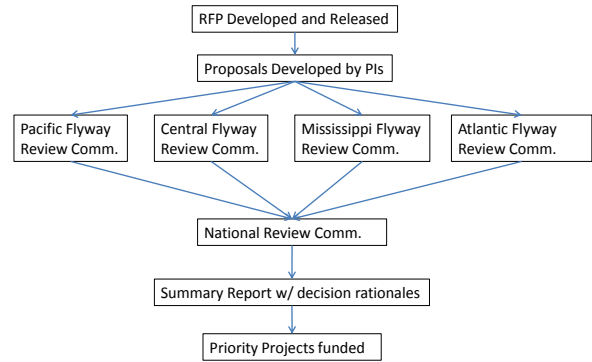 RFP Developed and Released
Proposals Developed by PIs
Pacific Flyway
Review Comm.
Central Flyway
Review Comm.
Mississippi Flyway
Review Comm.
Atlantic Flyway
Review Comm.
National Review Comm.
Summary Report w/ decision rationales
Priority Projects funded